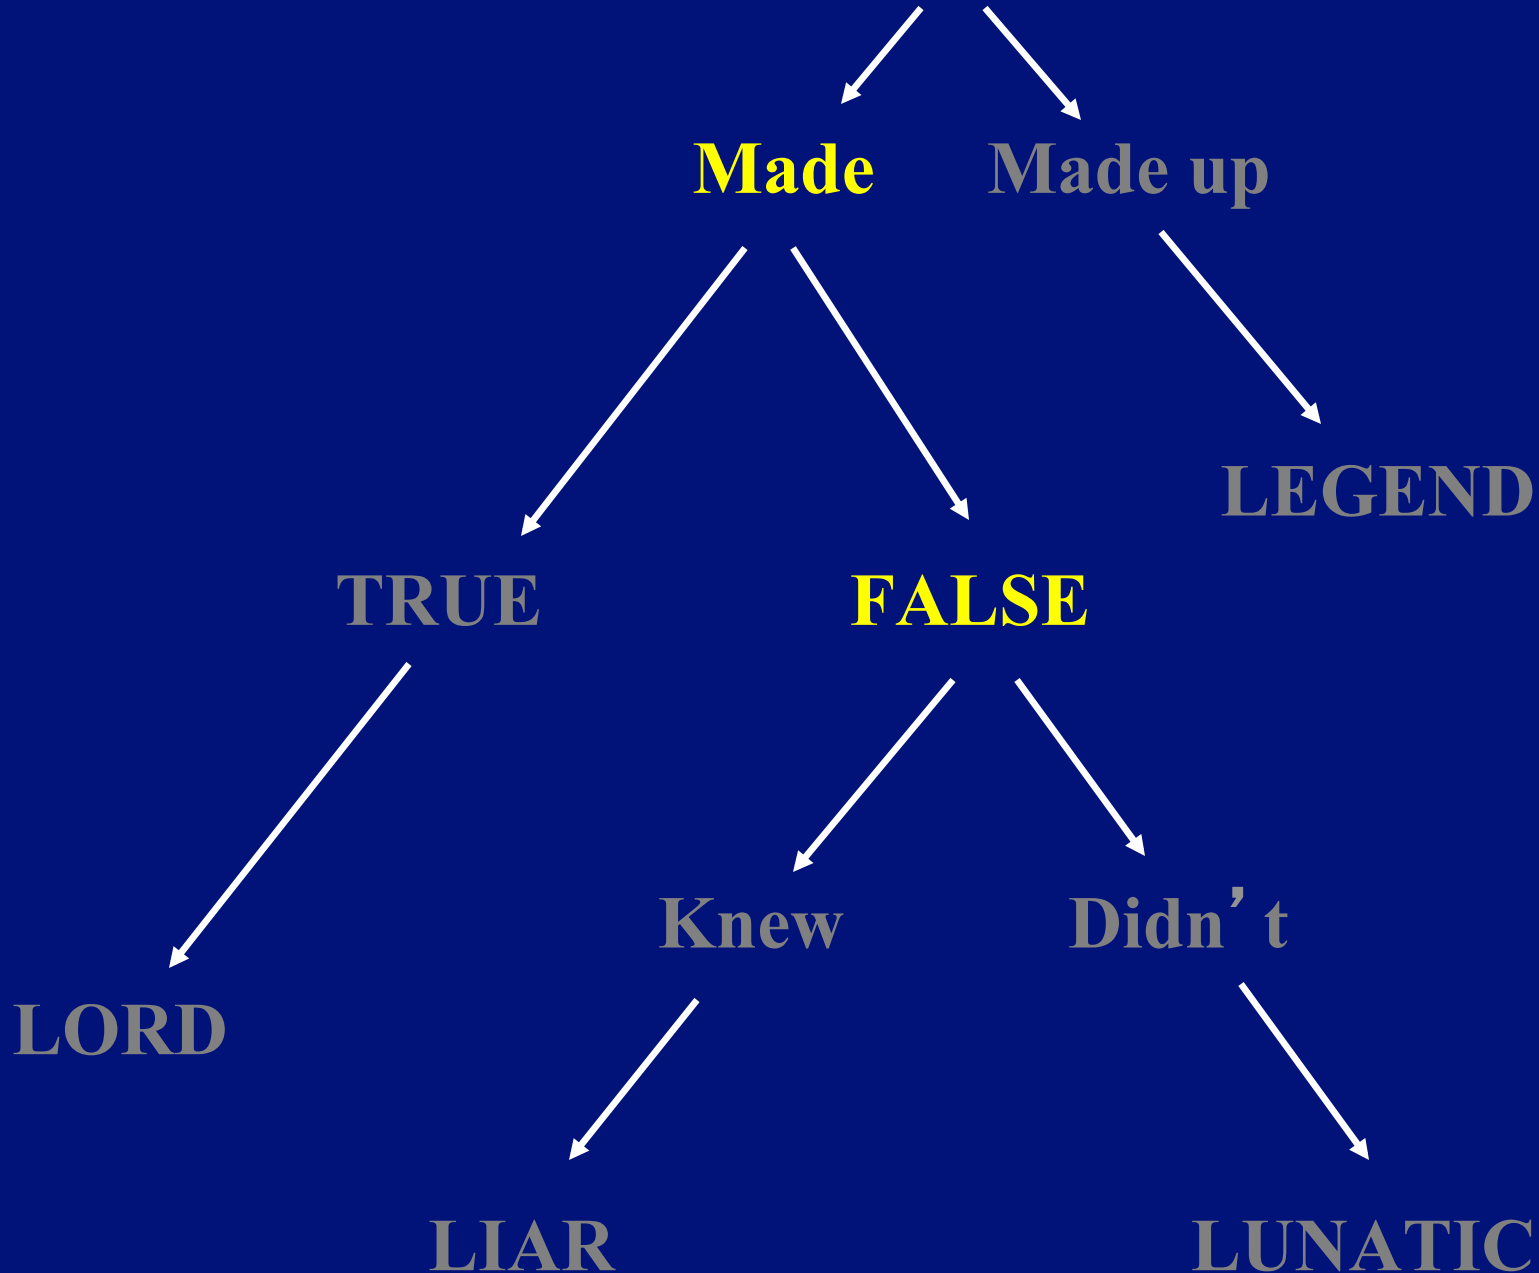 Made Made up
LEGEND
TRUE FALSE
Knew Didn’t
LORD
LIAR LUNATIC